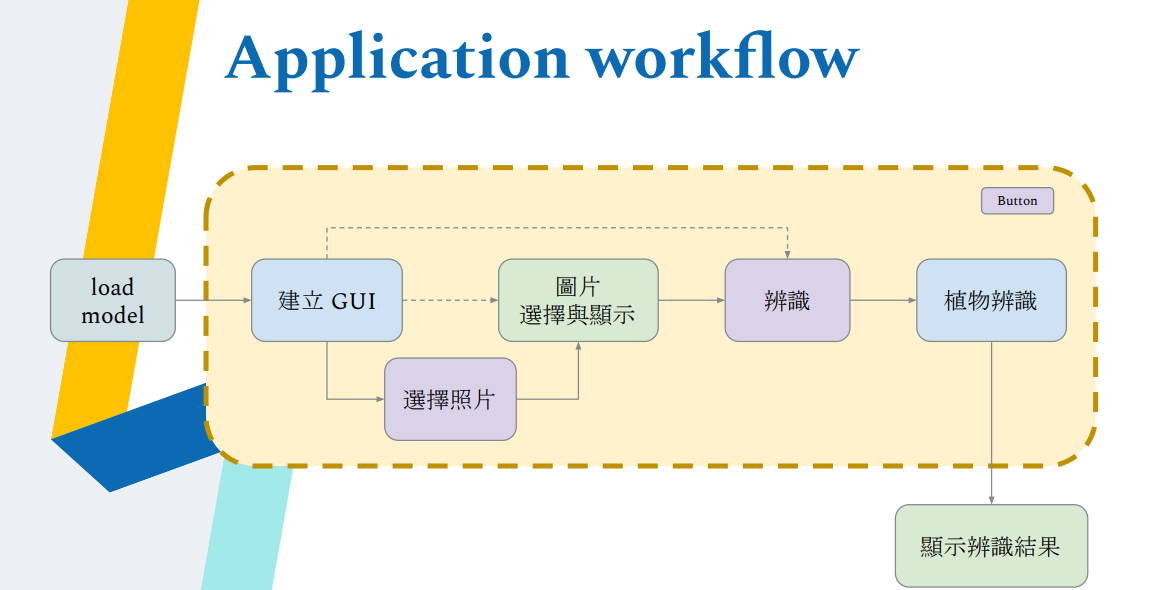 Application workflow
Button
load
model
建立 GUI
圖片
選擇與顯示
辨識
植物辨識
選擇照片
顯示辨識結果